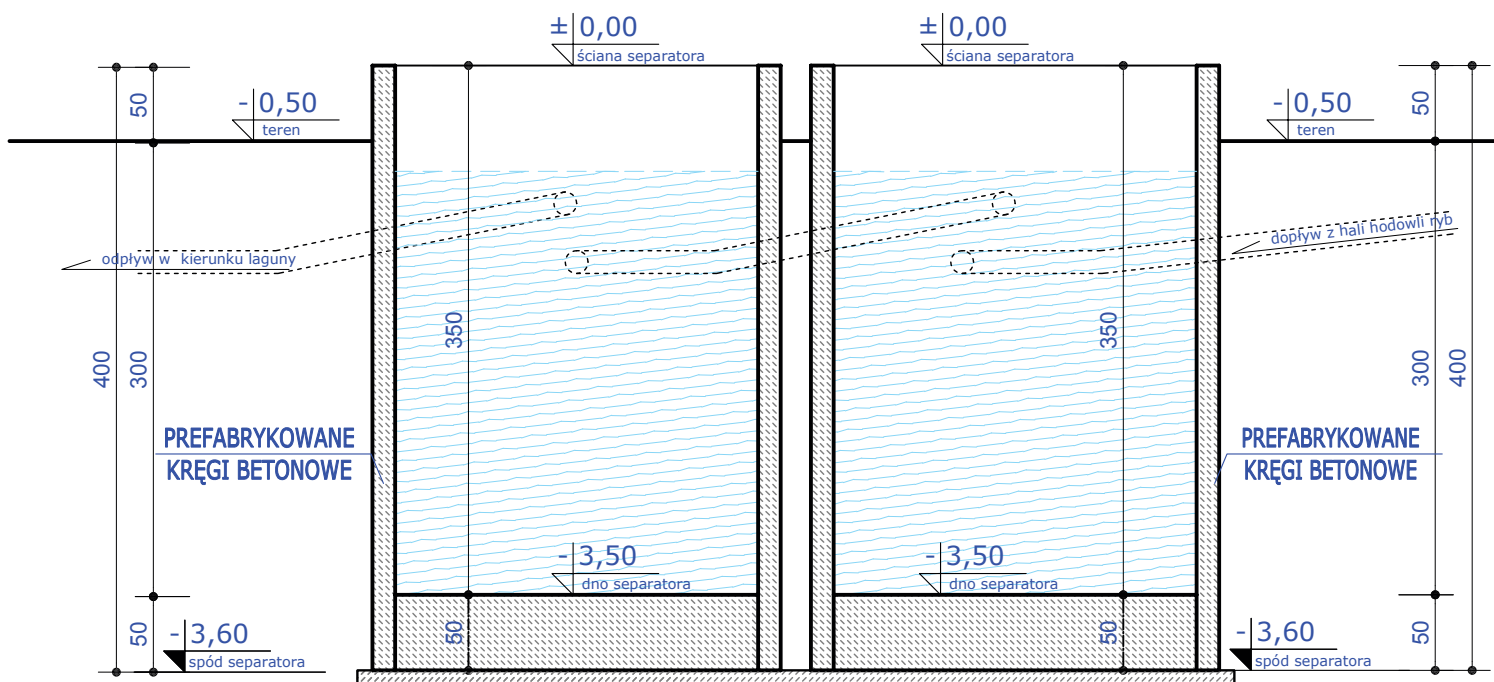 ± 0,00
ściana separatora
± 0,00
ściana separatora
50
- 0,50
teren
- 0,50
teren
50
odpływ w kierunku laguny
dopływ z hali hodowli ryb
400
300
350
350
300
400
PREFABRYKOWANE
KRĘGI BETONOWE
PREFABRYKOWANE
KRĘGI BETONOWE
- 3,50
dno separatora
- 3,50
dno separatora
50
- 3,60
spód separatora
50
50
- 3,60
spód separatora
50